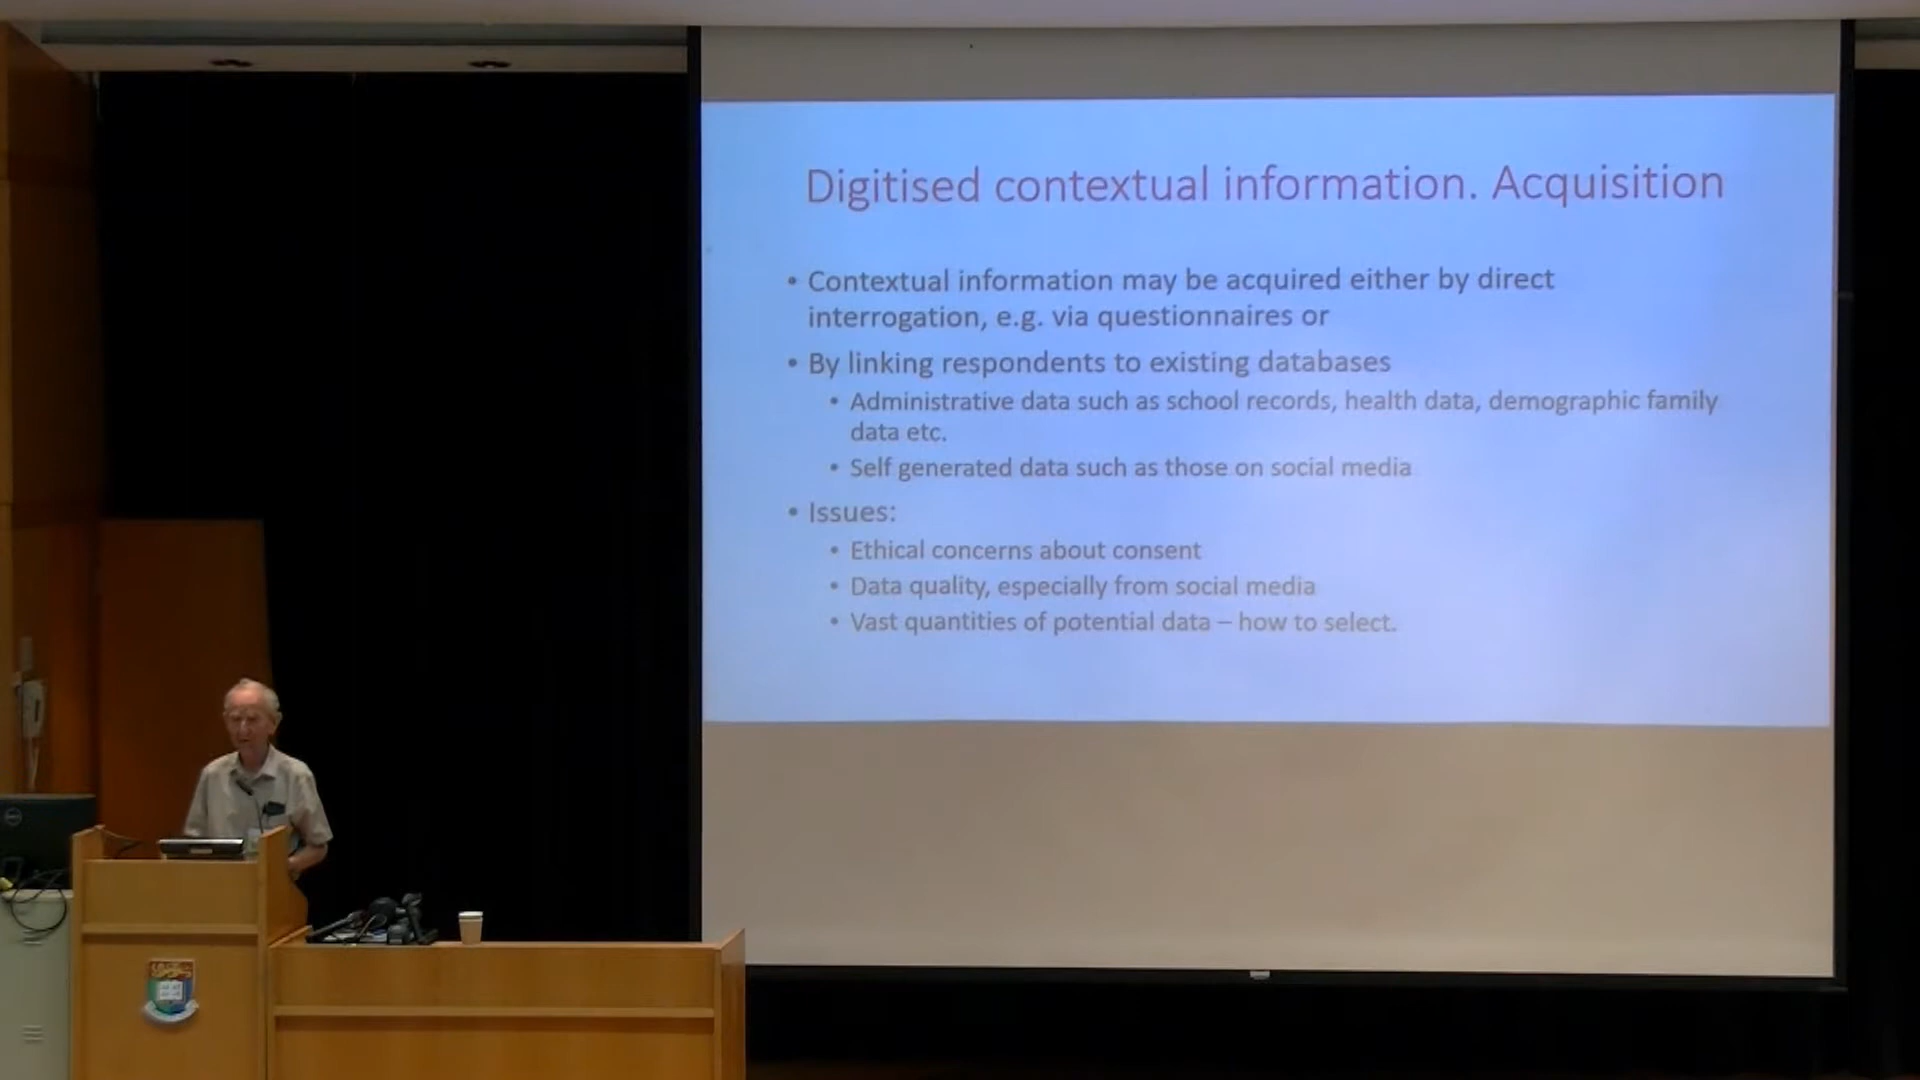 Digitised contextual information. Acquisition
• Contextual information may be acquired either by direct
interrogation, e.g. via questionnaires or
• By linking respondents to existing databases
• Administrative data such as school records, health data, demographic family
data etc.
• Self generated data such as those on social media
• Issues:
• Ethical concerns about consent
• Data quality, especially from social media
• Vast quantities of potential data – how to select.